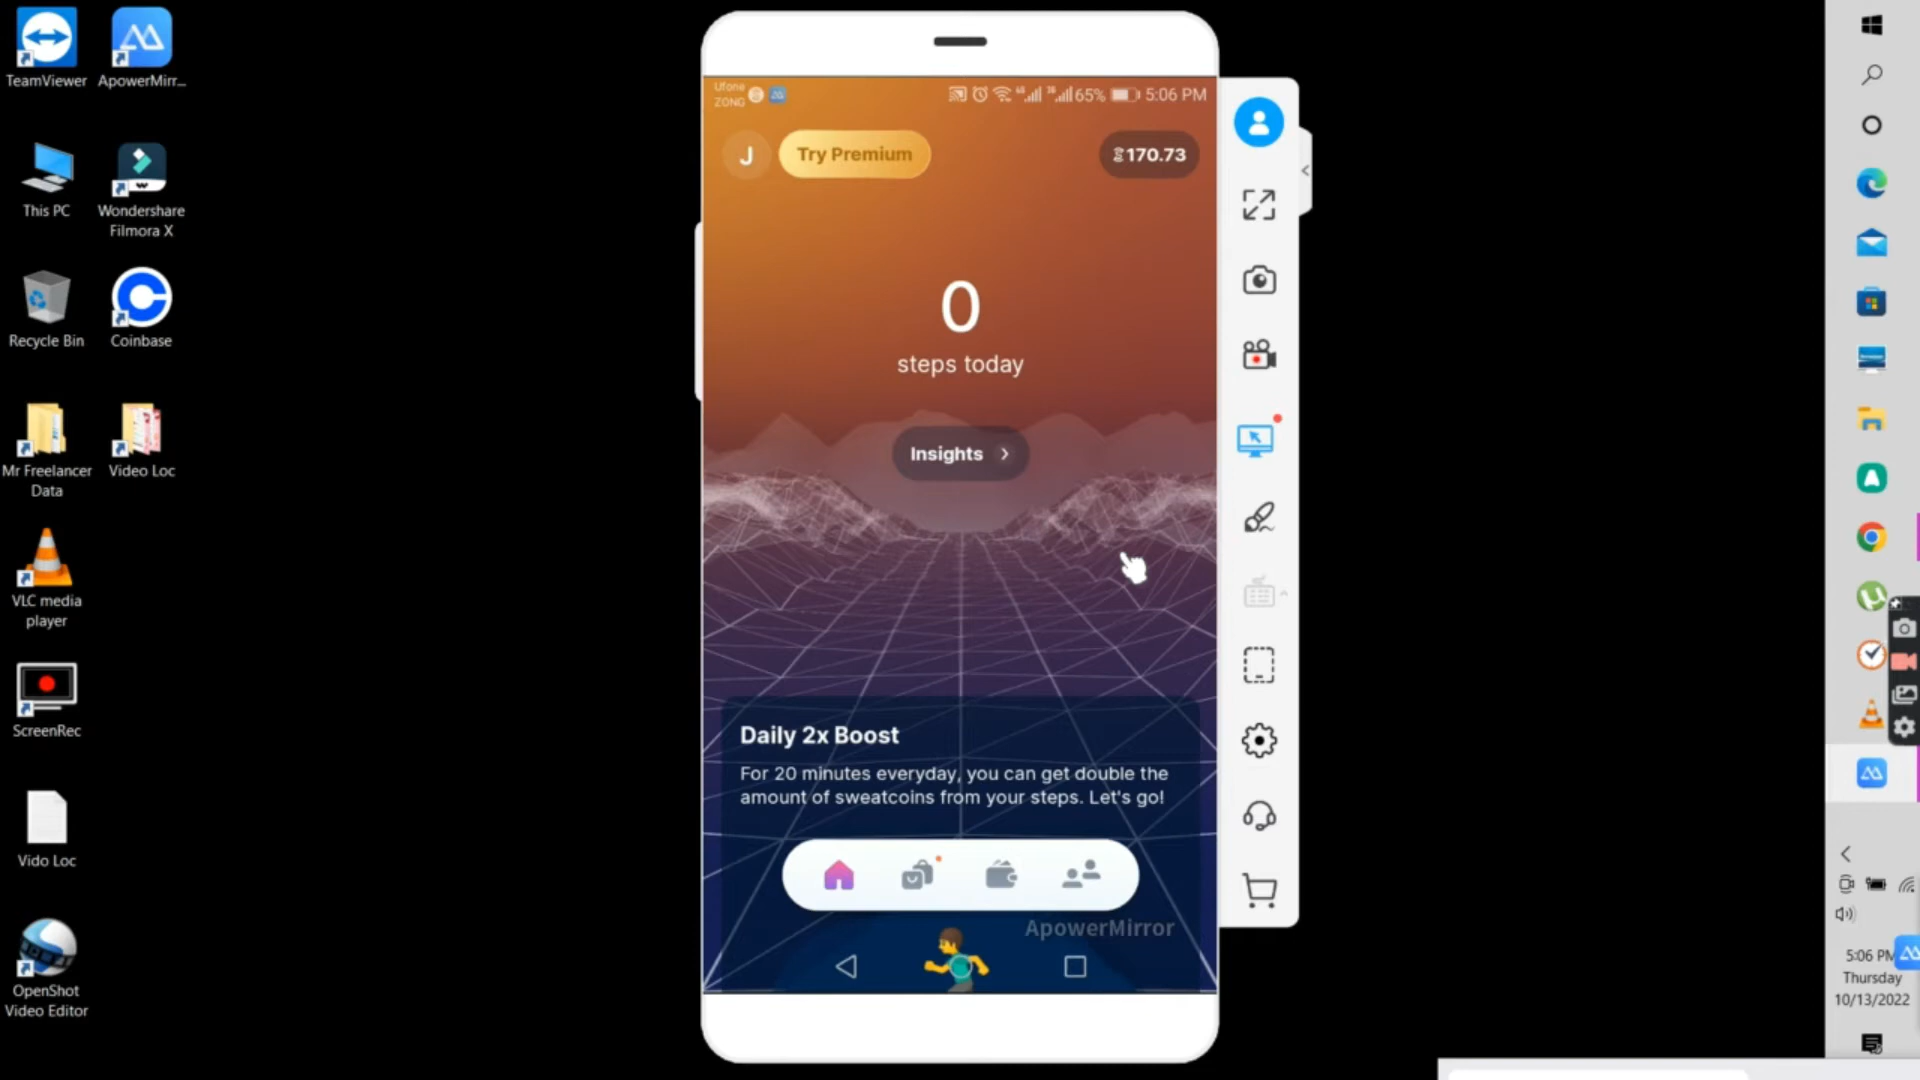 TeamViewer
ApowerMirr...
This PC
Wondershare
Filmora X
Recycle Bin
Coinbase
Mr Freelancer
Data
Video Loc
VLC media
player
ScreenRec
Vido Loc
OpenShot
Video Editor
Ufone
ZONG
65%
5:06 PM
J
Try Premium
170.73
0
steps today
Insights
Daily 2x Boost
For 20 minutes everyday, you can get double the
amount of sweatcoins from your steps. Let's go!
ApowerMirror
5:06 PM
Thursday
10/13/2022